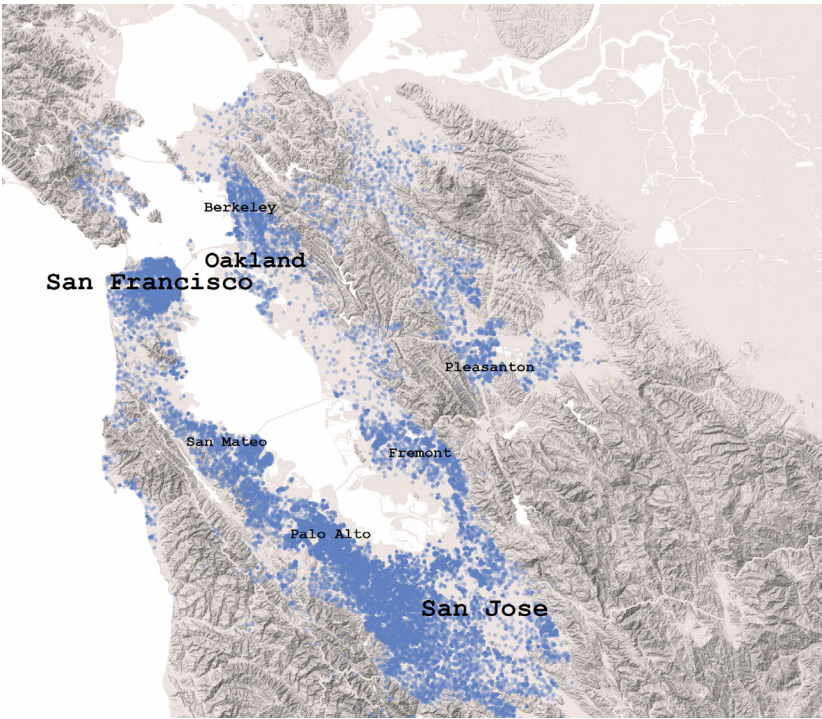 Berkeley
Oakland
San Francisco
Pleasanton
San Mateo
Fremont
Palo Alto
San Jose